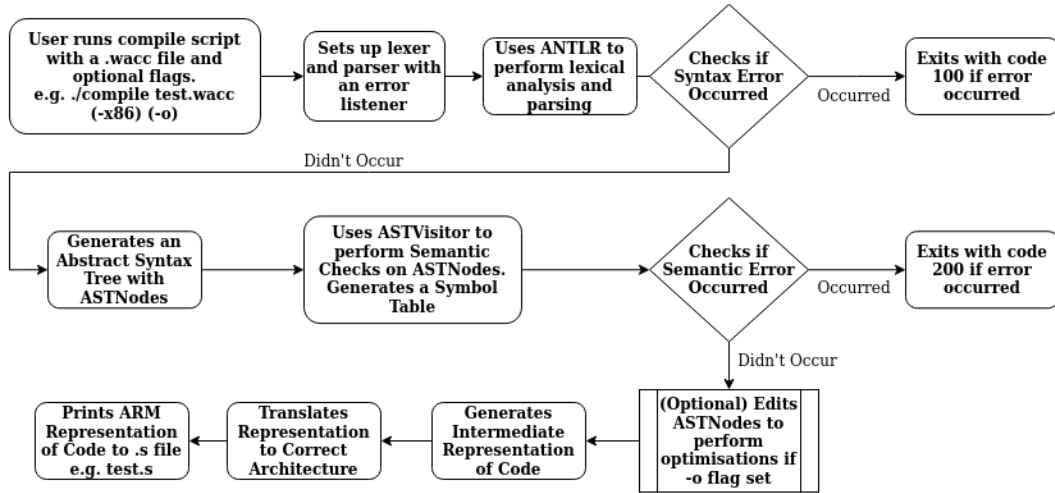 User runs compile script
with a .wacc file and
optional flags.
e.g. ./compile test.wacc
(-x86) (-o)
Sets up lexer
and parser with
an error
listener
Uses ANTLR to
perform lexical
analysis and
parsing
Checks if
Syntax Error
Occurred
Occurred
Exits with code
100 if error
occurred
Didn't Occur
Generates an
Abstract Syntax
Tree with
ASTNodes
Uses ASTVisitor to
perform Semantic
Checks on ASTNodes.
Generates a Symbol
Table
Checks if
Semantic Error
Occurred
Occurred
Exits with code
200 if error
occurred
Didn't Occur
(Optional) Edits
ASTNodes to
perform
optimisations if
-o flag set
Generates
Intermediate
Representation
of Code
Translates
Representation
to Correct
Architecture
Prints ARM
Representation
of Code to .s file
e.g. test.s